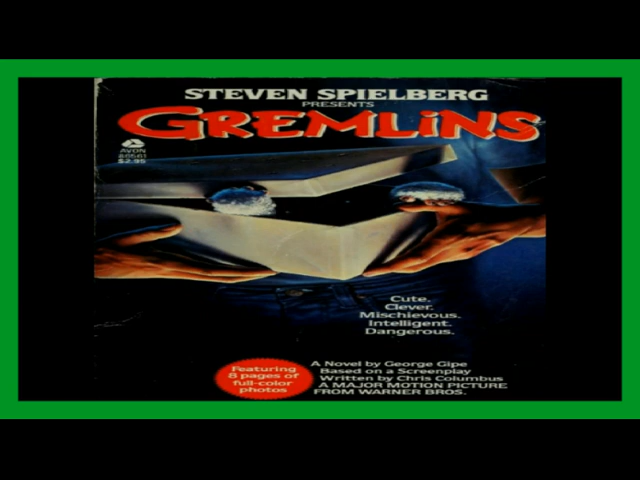 STEVEN SPIELBERG
PRESENTS
GREMLINS
AVON
$2.95
Cute.
Clever.
Mischievous.
Intelligent.
Dangerous.
Featuring
8 pages of
full-color
photos
A Novel by George Gipe
Based on a Screenplay
Written by Chris Columbus
A MAJOR MOTION PICTURE
FROM WARNER BROS.